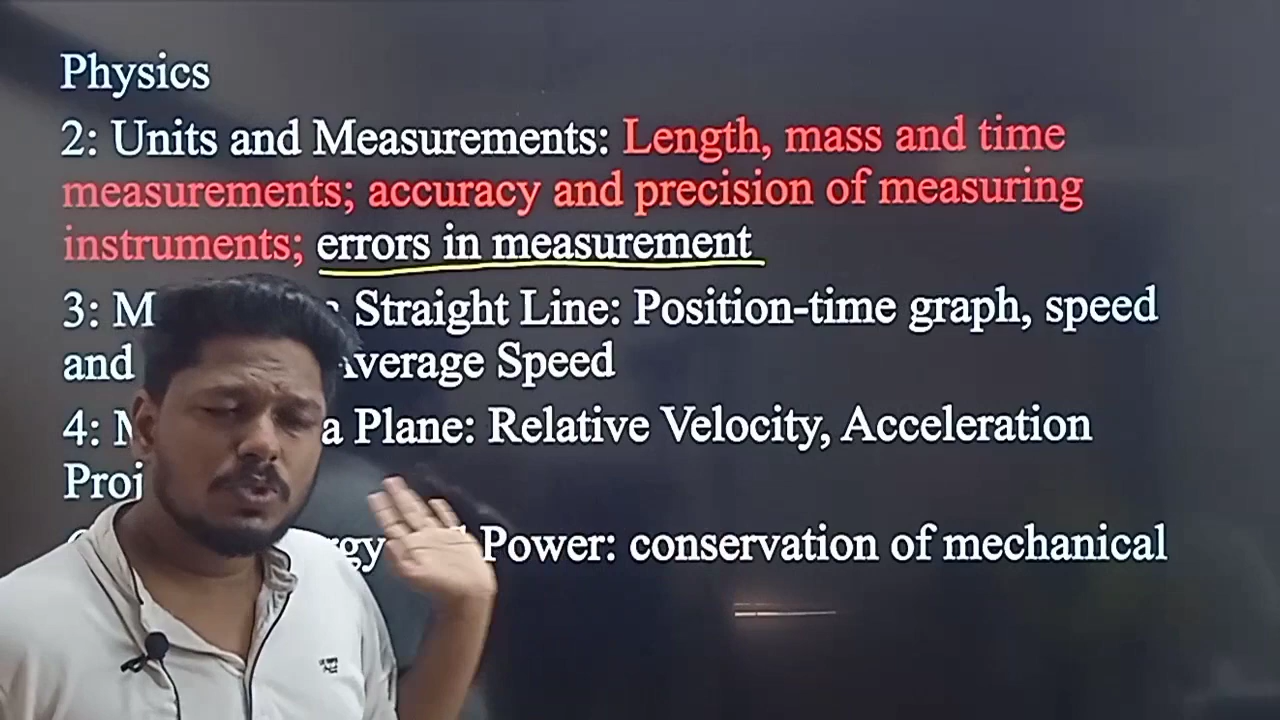 Physics
2: Units and Measurements: Length, mass and time
measurements; accuracy and precision of measuring
instruments; errors in measurement
3: Straight Line: Position-time graph, speed
and Average Speed
4: a Plane: Relative Velocity, Acceleration
Power: conservation of mechanical